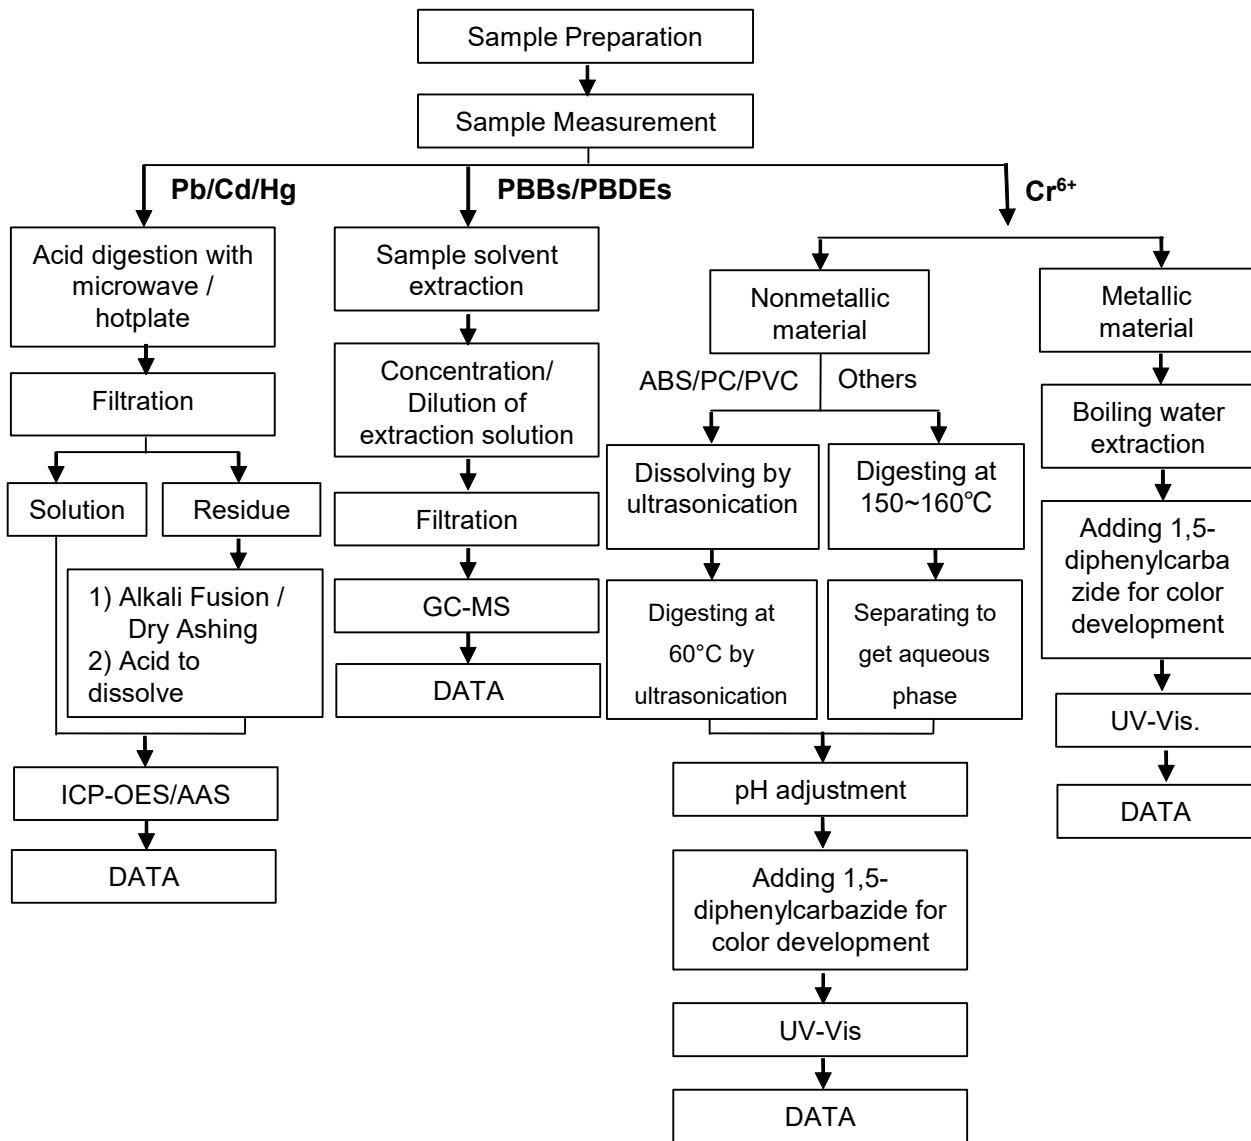 Sample Preparation
Sample Measurement
Pb/Cd/Hg
PBBs/PBDEs
Cr⁶⁺
Acid digestion with
microwave /
hotplate
Filtration
Solution
Residue
1) Alkali Fusion /
Dry Ashing
2) Acid to
dissolve
ICP-OES/AAS
DATA
Sample solvent
extraction
Concentration/
Dilution of
extraction solution
Filtration
GC-MS
DATA
Nonmetallic
material
ABS/PC/PVC
Others
Dissolving by
ultrasonication
Digesting at
60°C by
ultrasonication
Digesting at
150~160℃
Separating to
get aqueous
phase
pH adjustment
Adding 1,5-
diphenylcarbazide for
color development
UV-Vis
DATA
Metallic
material
Boiling water
extraction
Adding 1,5-
diphenylcarba
zide for color
development
UV-Vis.
DATA